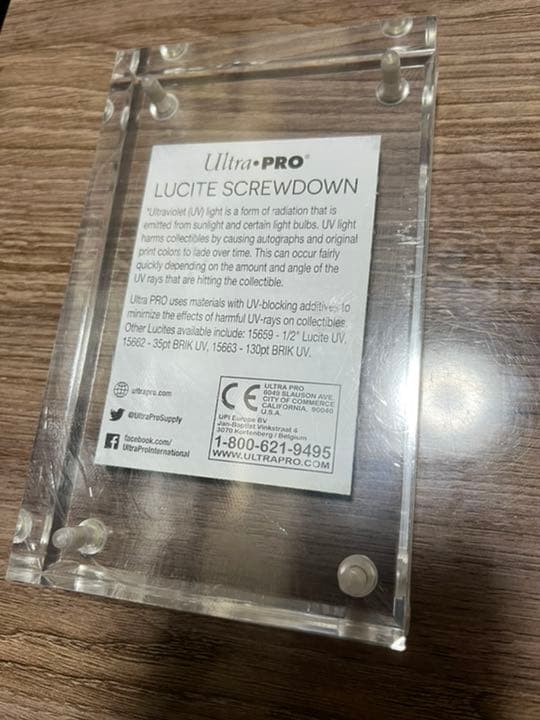 Ultra•PRO®
LUCITE SCREWDOWN
*Ultraviolet (UV) light is a form of radiation that is
emitted from sunlight and certain light bulbs. UV light
harms collectibles by causing autographs and original
print colors to fade over time. This can occur fairly
quickly depending on the amount and angle of the
UV rays that are hitting the collectible.
Ultra PRO uses materials with UV-blocking additives to
minimize the effects of harmful UV-rays on collectibles.
Other Lucites available include: 15659 - 1/2" Lucite UV,
15662 - 35pt BRIK UV, 15663 - 130pt BRIK UV.
ultrapro.com
@UltraProSupply
facebook.com/
UltraProInternational
CE
ULTRA PRO
6049 SLAUSON AVE.
CITY OF COMMERCE
CALIFORNIA, 90040
U.S.A.
UPI Europe BV
Jan-Baptist Vinkstraat 4
3070 Kortenberg / Belgium
1-800-621-9495
WWW.ULTRAPRO.COM